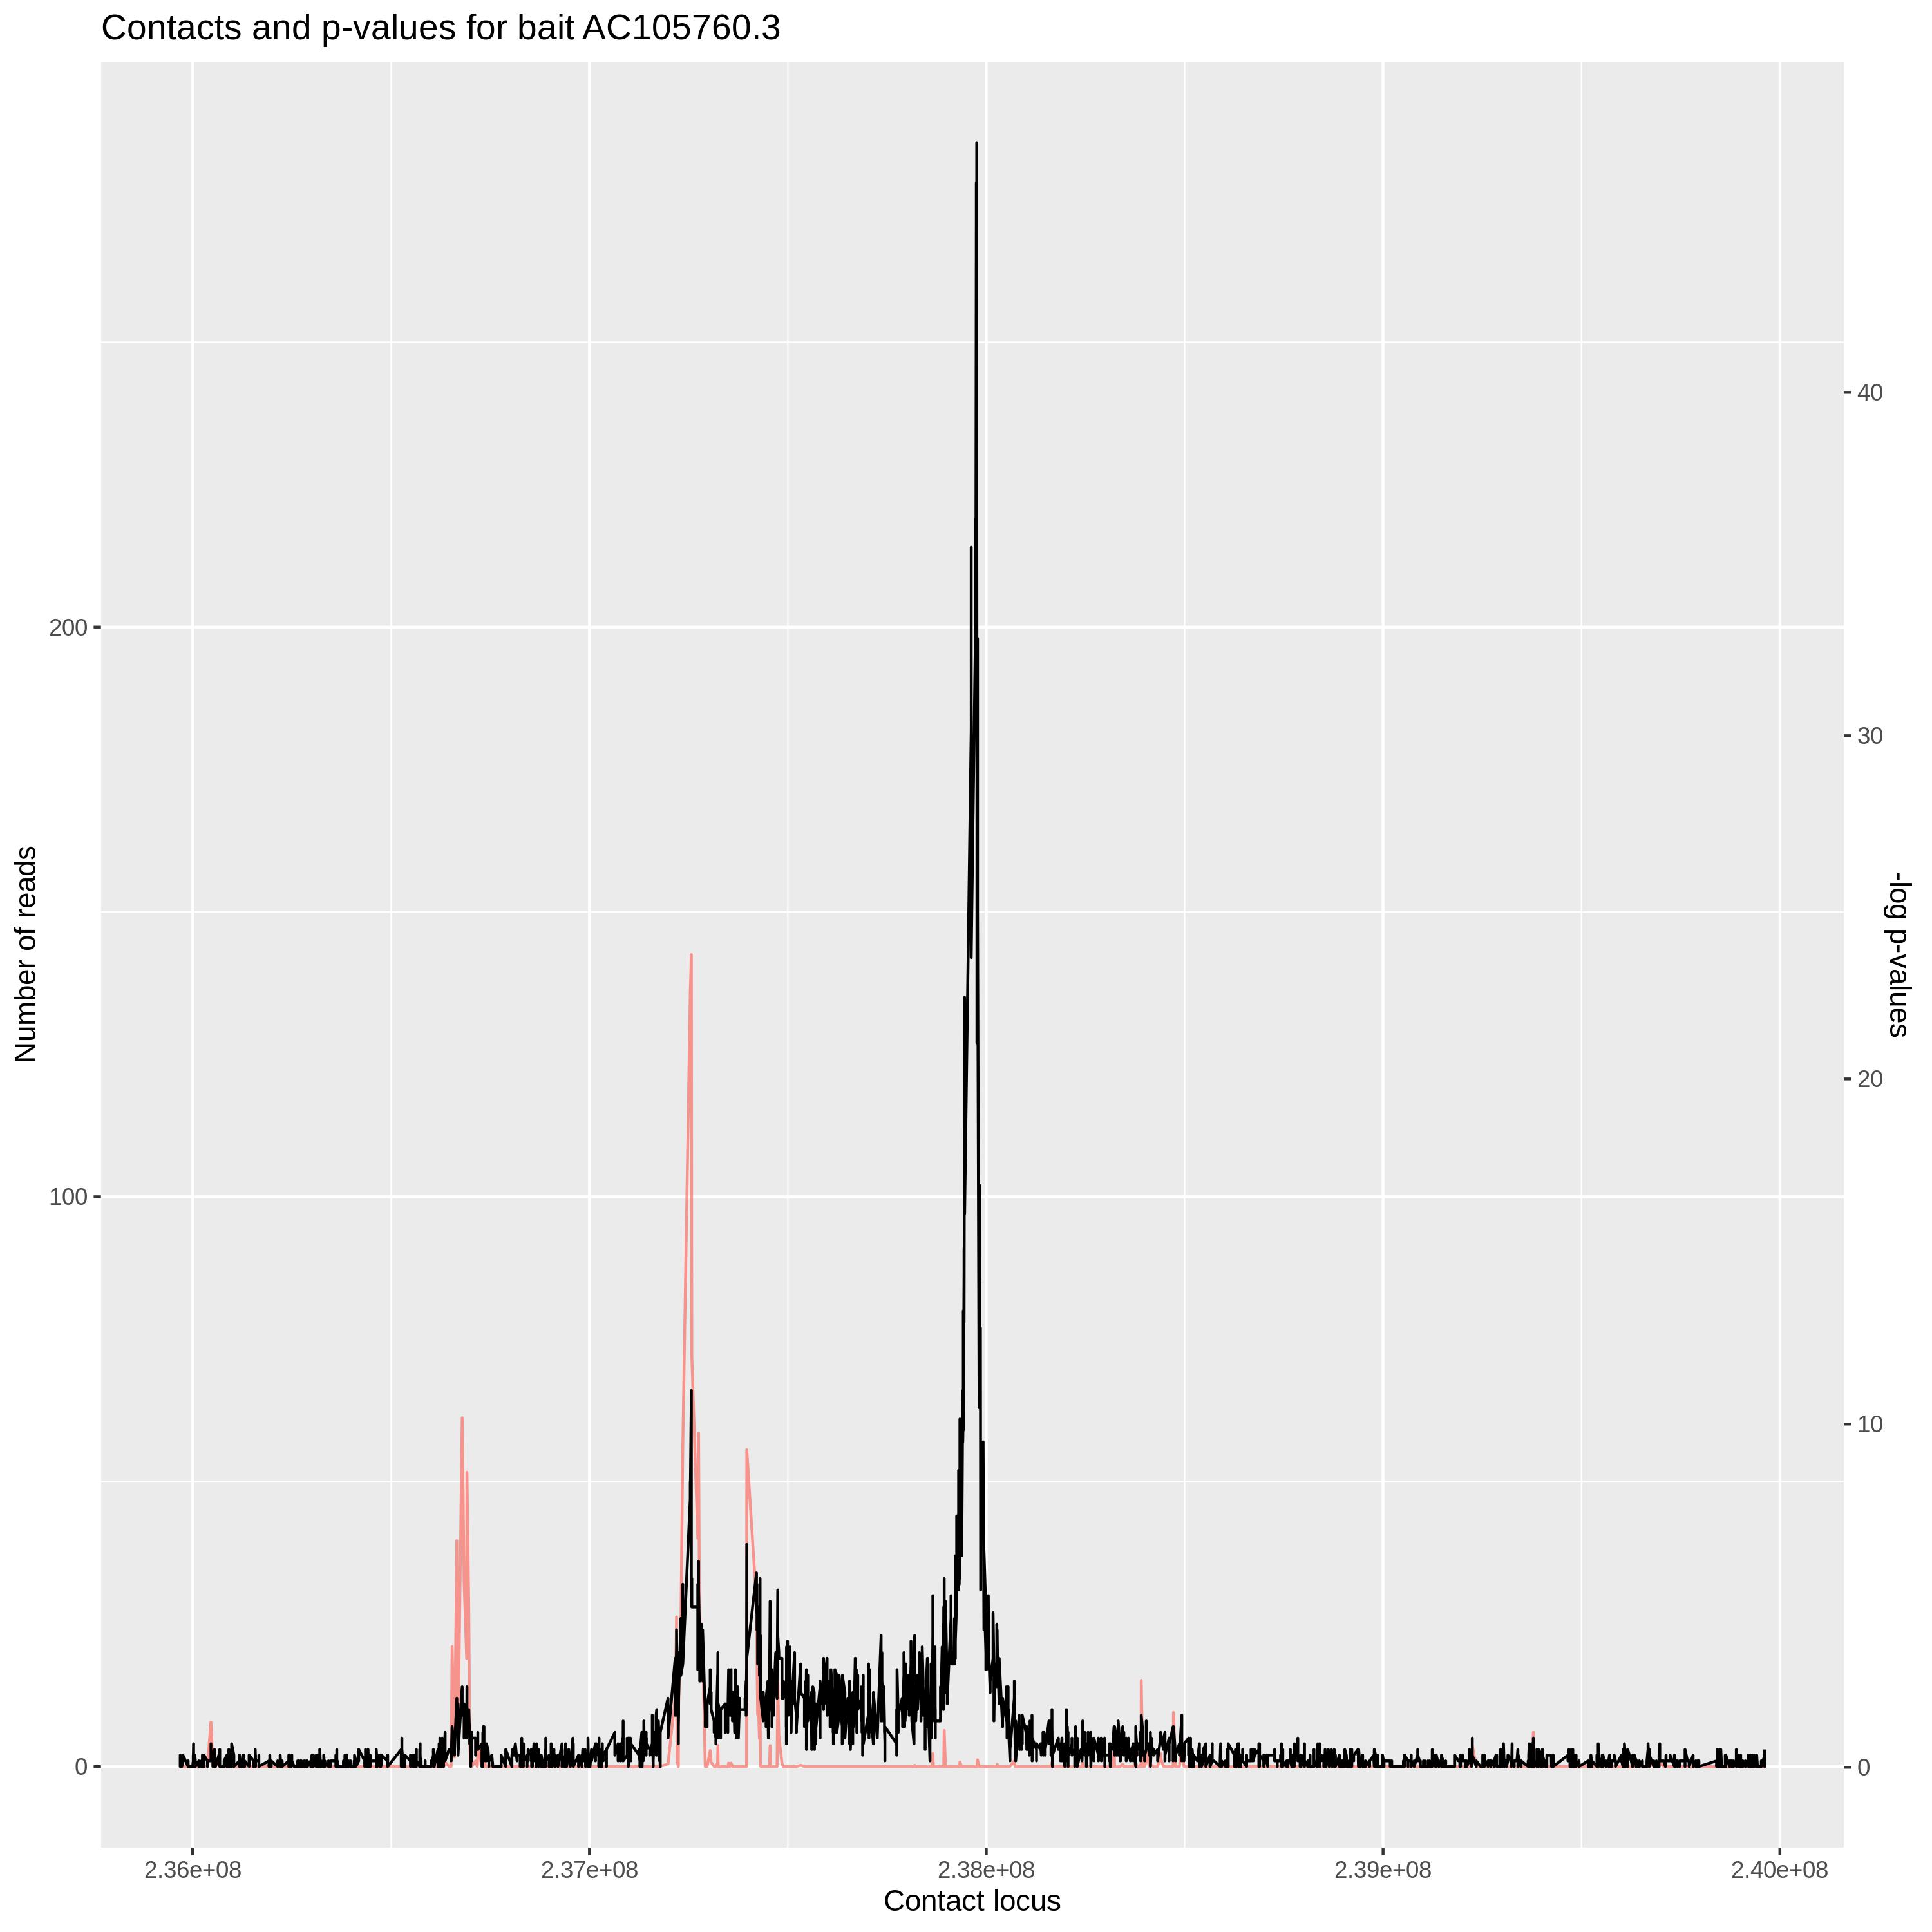 Contacts and p-values for bait AC105760.3
200
100
0
Number of reads
40
30
20
10
0
-log p-values
2.36e+08 2.37e+08 2.38e+08 2.39e+08 2.40e+08
Contact locus